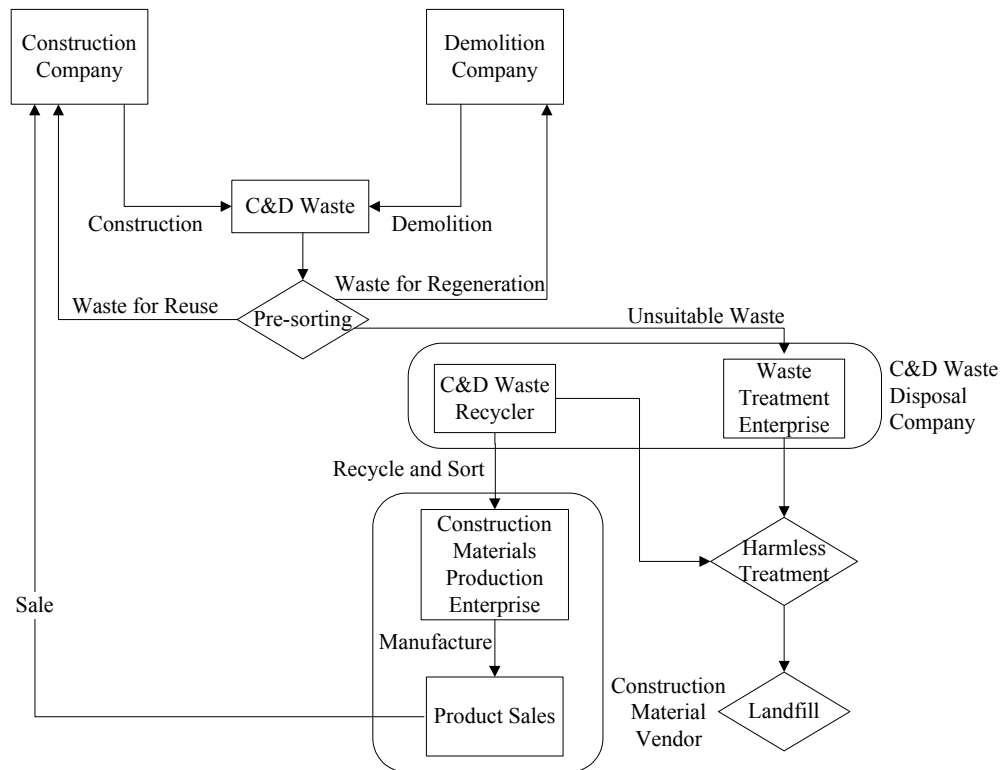 Construction
Company
Demolition
Company
C&D Waste
Construction
Demolition
Waste for Regeneration
Waste for Reuse
Pre-sorting
Unsuitable Waste
C&D Waste
Recycler
Waste
Treatment
Enterprise
C&D Waste
Disposal
Company
Recycle and Sort
Construction
Materials
Production
Enterprise
Harmless
Treatment
Sale
Manufacture
Product Sales
Construction
Material
Vendor
Landfill